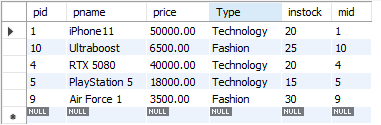 pid pname price Type instock mid
1 iPhone11 50000.00 Technology 20 1
10 Ultraboost 6500.00 Fashion 25 10
4 RTX 5080 40000.00 Technology 20 4
5 PlayStation 5 18000.00 Technology 15 5
9 Air Force 1 3500.00 Fashion 30 9
NULL NULL NULL NULL NULL NULL